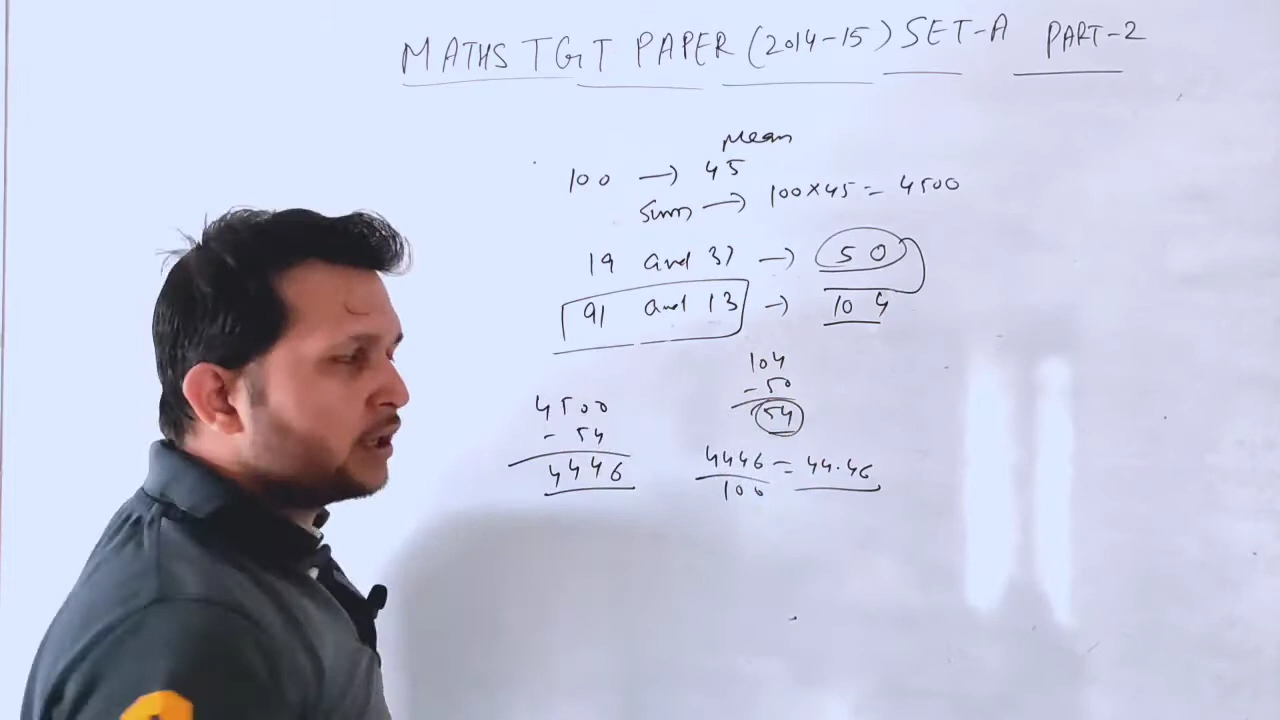 MATHS TGT PAPER (2014-15) SET-A PART-2
Mean
100 → 45
Sum → 100×45 = 4500
19 and 31 → 50
91 and 13 → 104
104
- 50
54
4500
- 54
4446
4446 = 44.46
100